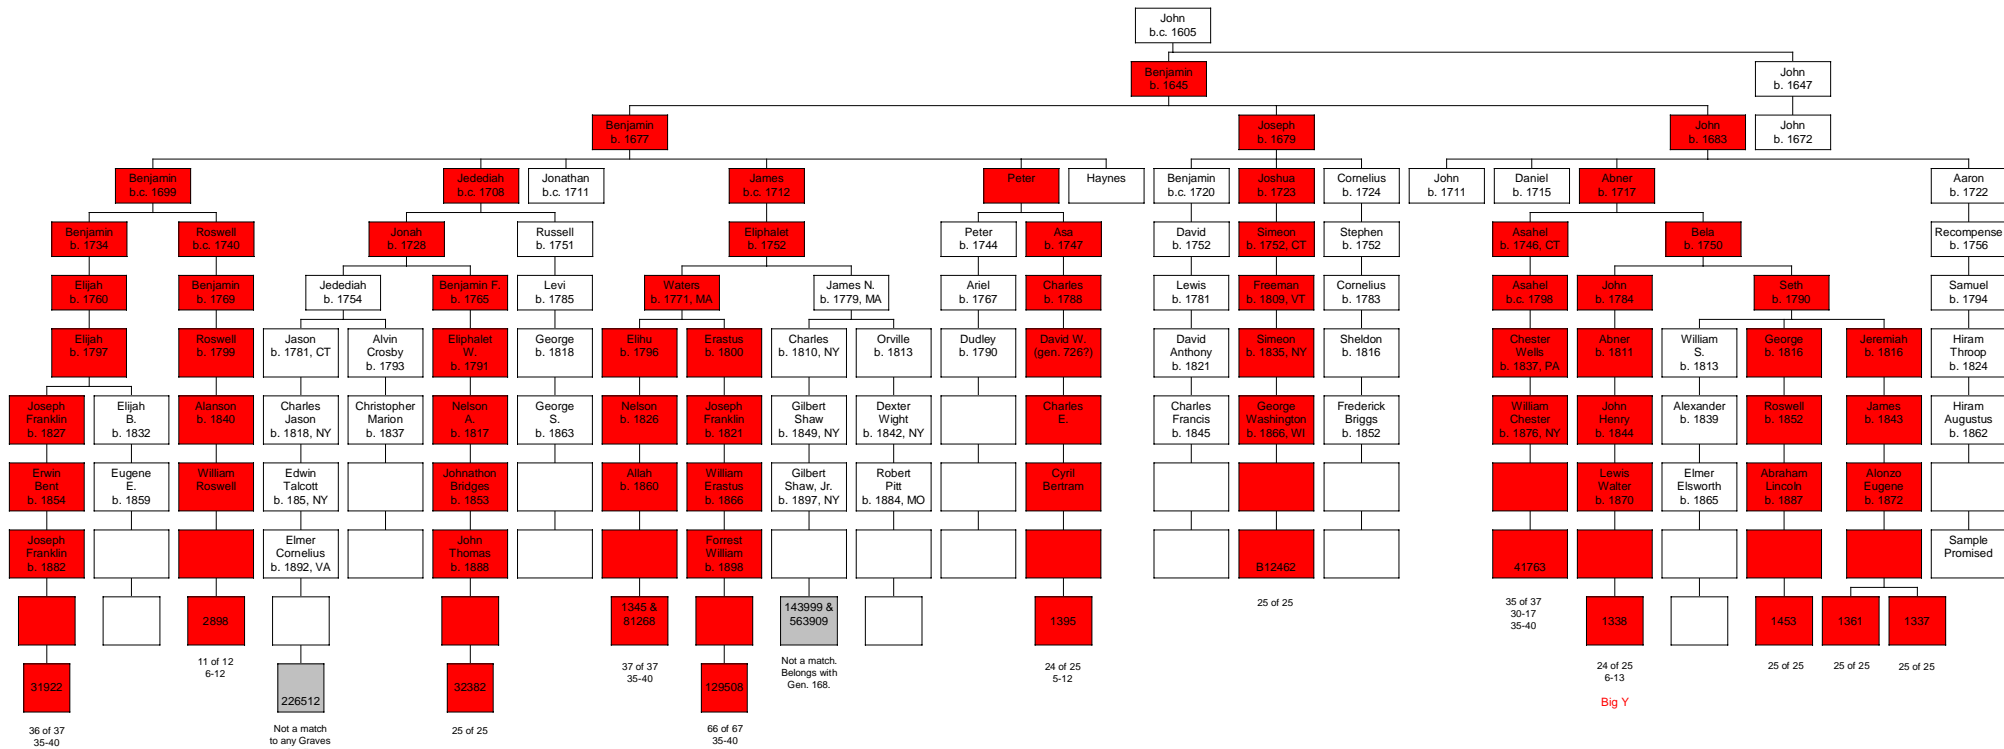 John
b.c. 1605
Benjamin
b. 1645
John
b. 1647
Benjamin
b. 1677
Joseph
b. 1679
John
b. 1683
John
b. 1672
Benjamin
b.c. 1699
Jedediah
b.c. 1708
Jonathan
b.c. 1711
James
b.c. 1712
Peter
Haynes
Benjamin
b.c. 1720
Joshua
b. 1723
Cornelius
b. 1724
John
b. 1711
Daniel
b. 1715
Abner
b. 1717
Aaron
b. 1722
Benjamin
b. 1734
Roswell
b.c. 1740
Jonah
b. 1728
Russell
b. 1751
Eliphalet
b. 1752
Peter
b. 1744
Asa
b. 1747
David
b. 1752
Simeon
b. 1752, CT
Stephen
b. 1752
Asahel
b. 1746, CT
Bela
b. 1750
Recompense
b. 1756
Elijah
b. 1760
Benjamin
b. 1769
Jedediah
b. 1754
Benjamin F.
b. 1765
Levi
b. 1785
Waters
b. 1771, MA
James N.
b. 1779, MA
Ariel
b. 1767
Charles
b. 1788
Lewis
b. 1781
Freeman
b. 1809, VT
Cornelius
b. 1783
Asahel
b.c. 1798
John
b. 1784
Seth
b. 1790
Samuel
b. 1794
Elijah
b. 1797
Roswell
b. 1799
Jason
b. 1781, CT
Alvin
Crosby
b. 1793
Eliphalet
W.
b. 1791
George
b. 1818
Elihu
b. 1796
Erastus
b. 1800
Charles
b. 1810, NY
Orville
b. 1813
Dudley
b. 1790
David W.
(gen. 726?)
David
Anthony
b. 1821
Simeon
b. 1835, NY
Sheldon
b. 1816
Chester
Wells
b. 1837, PA
Abner
b. 1811
William
S.
b. 1813
George
b. 1816
Jeremiah
b. 1816
Hiram
Throop
b. 1824
Joseph
Franklin
b. 1827
Elijah
B.
b. 1832
Alanson
b. 1840
Charles
Jason
b. 1818, NY
Christopher
Marion
b. 1837
Nelson
A.
b. 1817
George
S.
b. 1863
Nelson
b. 1826
Joseph
Franklin
b. 1821
Gilbert
Shaw
b. 1849, NY
Dexter
Wight
b. 1842, NY
Charles
E.
Charles
Francis
b. 1845
George
Washington
b. 1866, WI
Frederick
Briggs
b. 1852
William
Chester
b. 1876, NY
John
Henry
b. 1844
Alexander
b. 1839
Roswell
b. 1852
James
b. 1843
Hiram
Augustus
b. 1862
Erwin
Bent
b. 1854
Eugene
E.
b. 1859
William
Roswell
Edwin
Talcott
b. 185, NY
Johnathon
Bridges
b. 1853
Allah
b. 1860
William
Erastus
b. 1866
Gilbert
Shaw, Jr.
b. 1897, NY
Robert
Pitt
b. 1884, MO
Cyril
Bertram
Lewis
Walter
b. 1870
Elmer
Elsworth
b. 1865
Abraham
Lincoln
b. 1887
Alonzo
Eugene
b. 1872
Joseph
Franklin
b. 1882
Elmer
Cornelius
b. 1892, VA
John
Thomas
b. 1888
Forrest
William
b. 1898
B12462
41763
Sample
Promised
2898
1345 &
81268
143999 &
563909
1395
25 of 25
35 of 37
30-17
35-40
1338
1453
1361
1337
11 of 12
6-12
37 of 37
35-40
Not a match.
Belongs with
Gen. 168.
24 of 25
5-12
24 of 25
6-13
25 of 25
25 of 25
25 of 25
31922
226512
32382
129508
Big Y
36 of 37
35-40
Not a match
to any Graves
25 of 25
66 of 67
35-40